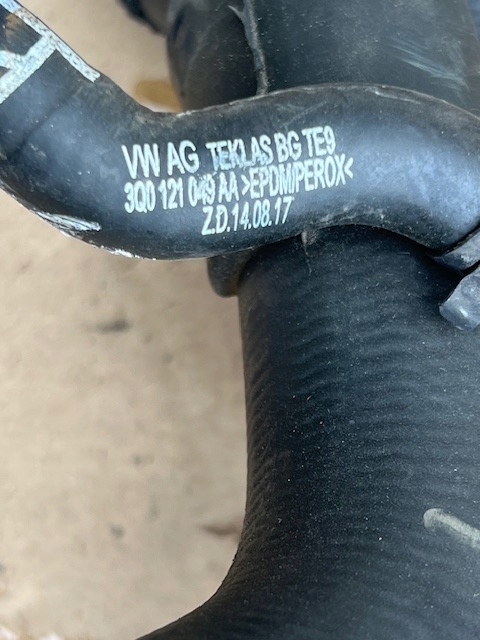 VW AG TEKLAS BG TE9
3Q0 121 049 AA >EPDM/PEROX<
Z.D.14.08.17